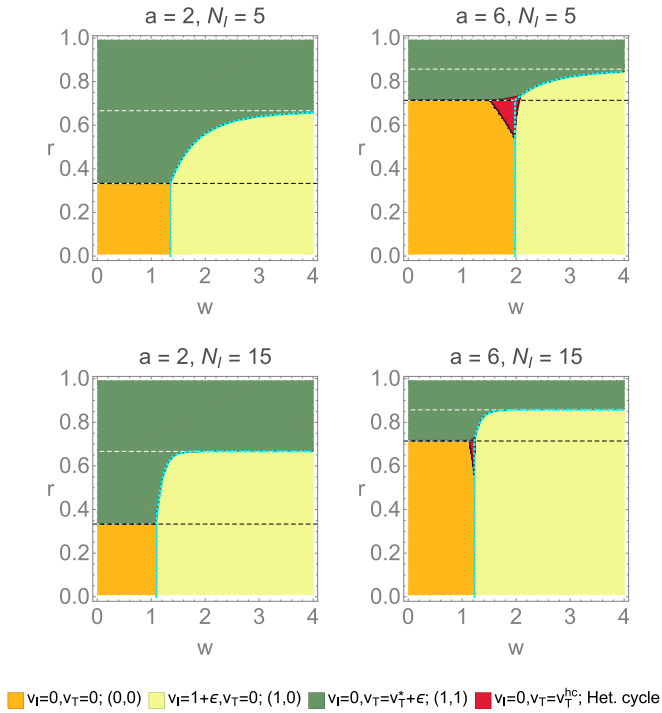 a = 2, N_I = 5
a = 6, N_I = 5
1.0
0.8
0.6
r
0.4
0.2
0.0
0 1 2 3 4
w
1.0
0.8
0.6
r
0.4
0.2
0.0
0 1 2 3 4
w
a = 2, N_I = 15
a = 6, N_I = 15
1.0
0.8
0.6
r
0.4
0.2
0.0
0 1 2 3 4
w
1.0
0.8
0.6
r
0.4
0.2
0.0
0 1 2 3 4
w
v_I=0,v_T=0; (0,0) v_I=1+ϵ,v_T=0; (1,0) v_I=0,v_T=v_T^*+ϵ; (1,1) v_I=0,v_T=v_T^hc; Het. cycle